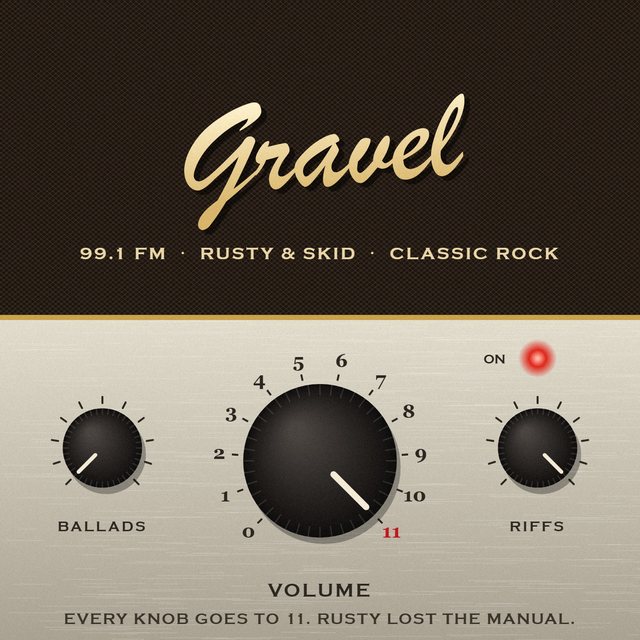 Gravel
99.1 FM · RUSTY & SKID · CLASSIC ROCK
ON
0
1
2
3
4
5
6
7
8
9
10
11
BALLADS
RIFFS
VOLUME
EVERY KNOB GOES TO 11. RUSTY LOST THE MANUAL.